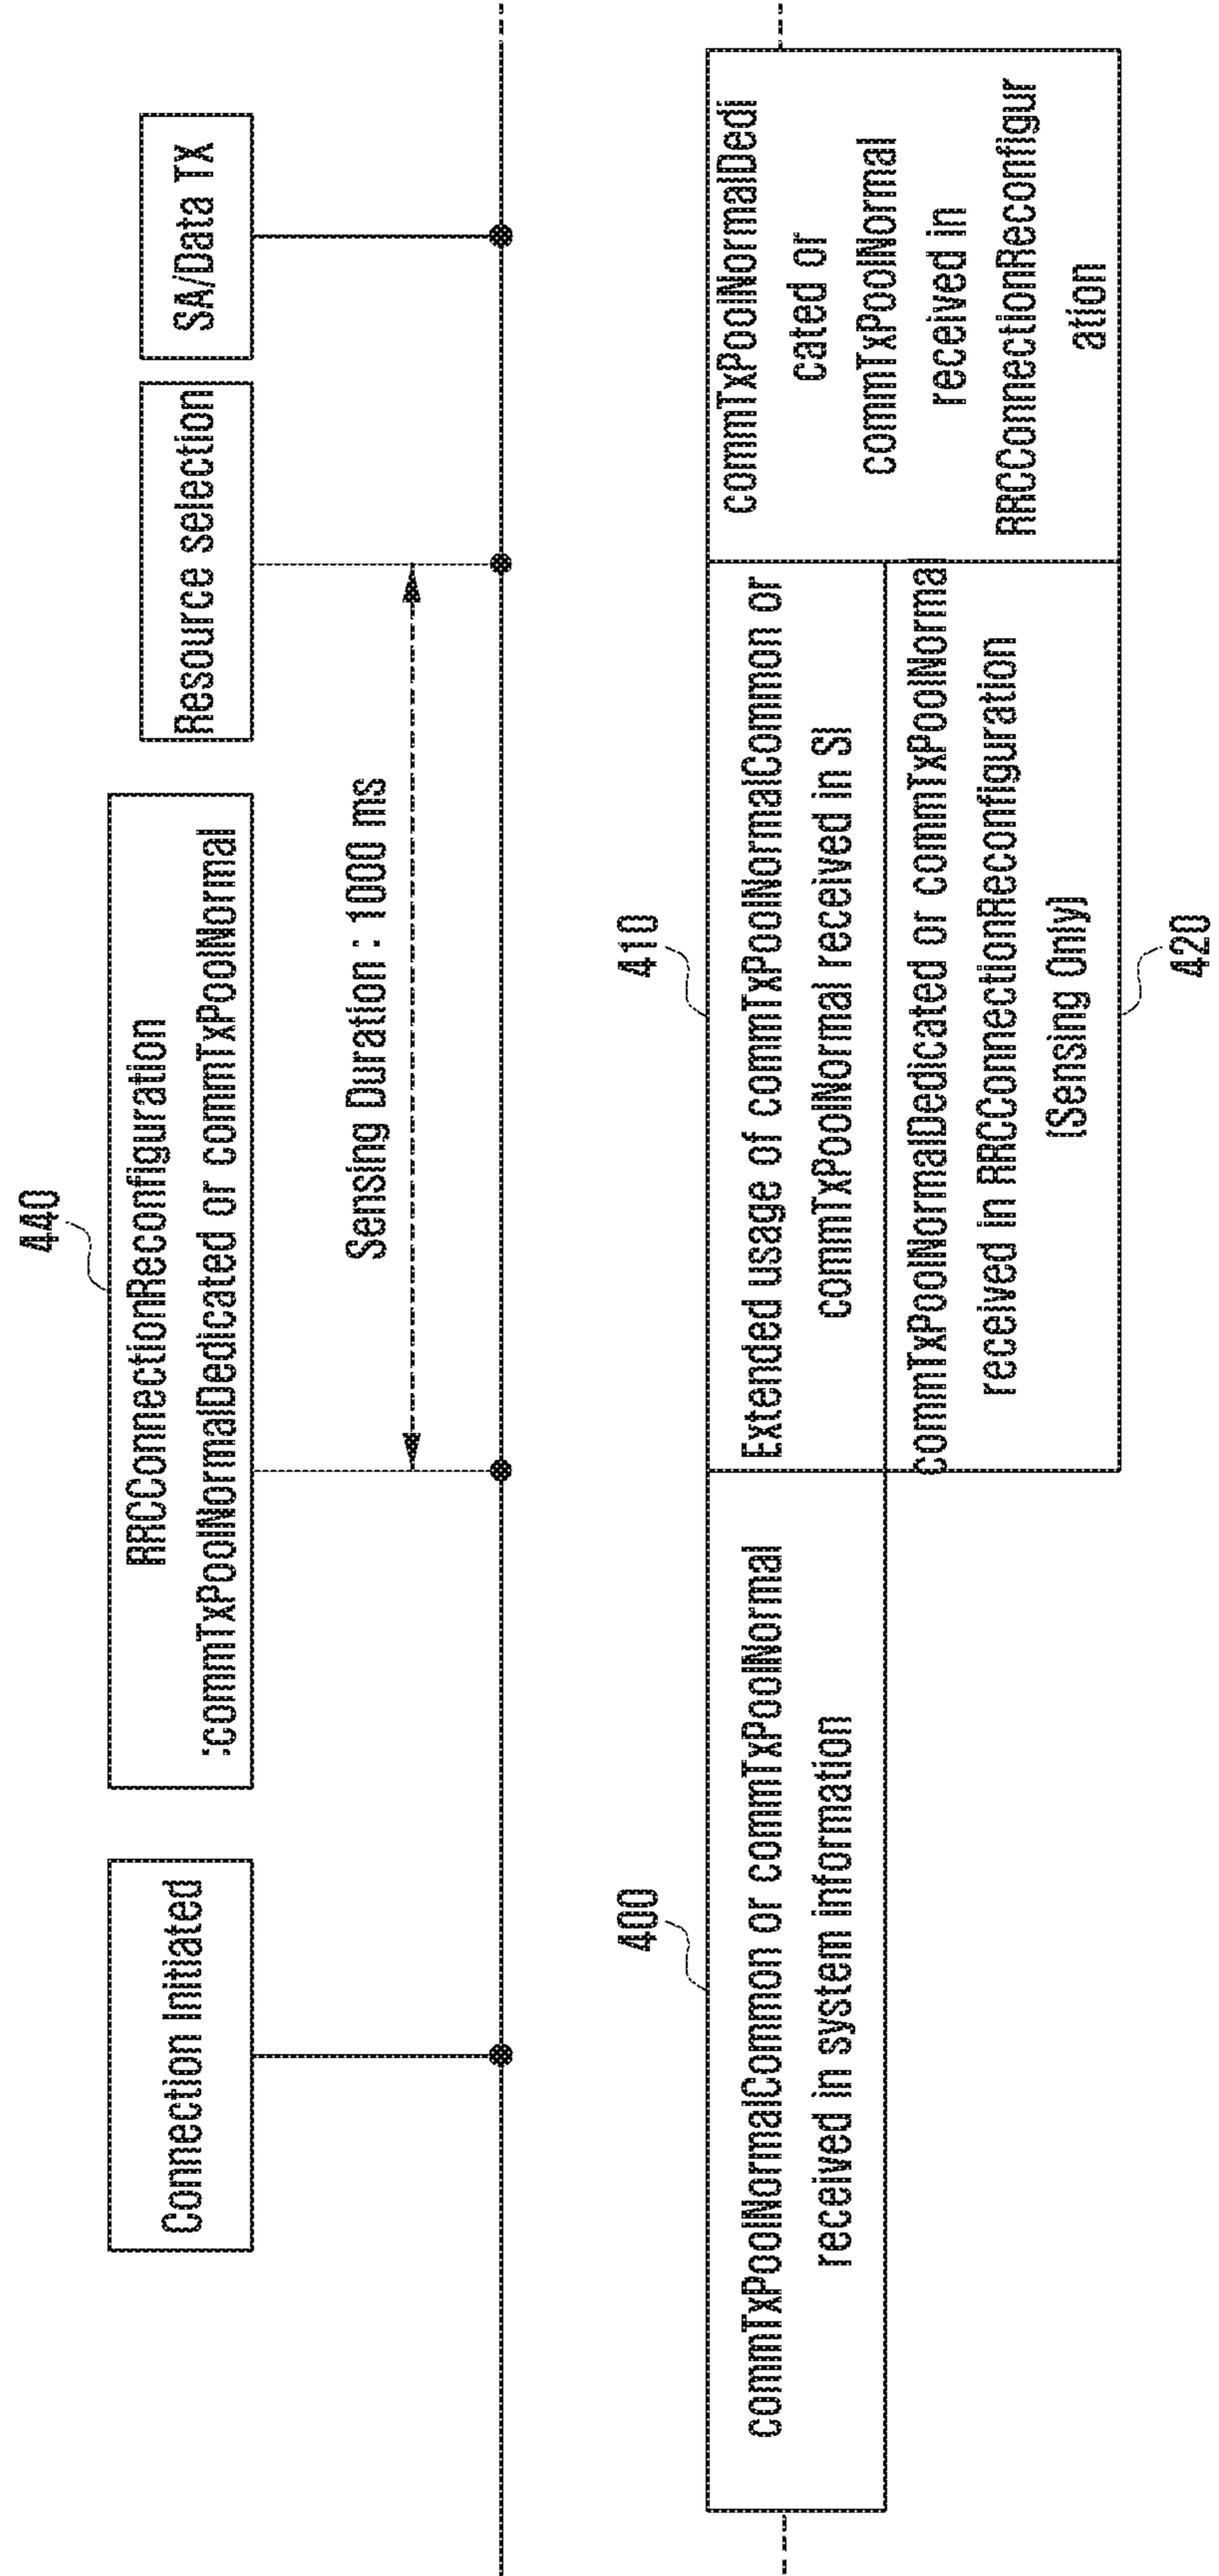 440
Connection Initiated
RRCConnectionReconfiguration
:commTxPoolNormalDedicated or commTxPoolNormal
Resource selection
SA/Data TX
Sensing Duration : 1000 ms
400
410
commTxPoolNormalCommon or commTxPoolNormal
received in system information
Extended usage of commTxPoolNormalCommon or
commTxPoolNormal received in SI
commTxPoolNormalDedicated or commTxPoolNorma
received in RRCConnectionReconfiguration
(Sensing Only)
420
commTxPoolNormalDedi
cated or
commTxPoolNormal
received in
RRCConnectionReconfigur
ation